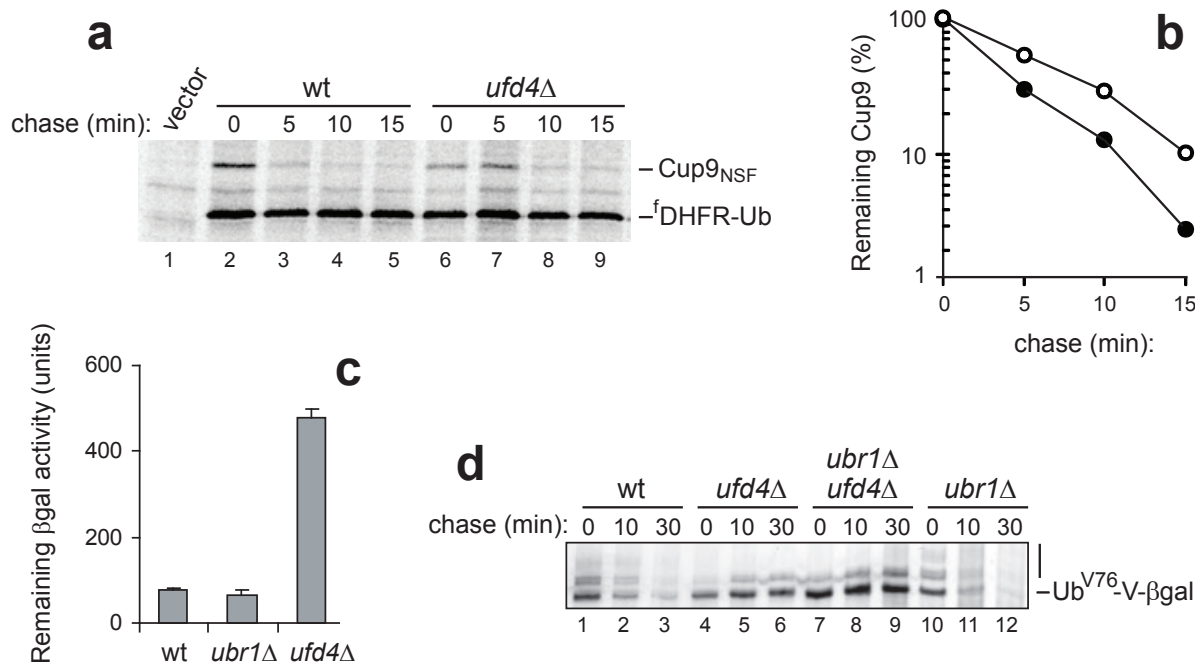 a
vector
wt
ufd4Δ
chase (min):
0 5 10 15 0 5 10 15
–Cup9NSF
–fDHFR-Ub
1 2 3 4 5 6 7 8 9
b
Remaining Cup9 (%)
100
10
1
0 5 10 15
chase (min):
c
Remaining βgal activity (units)
600
400
200
0
wt ubr1Δ ufd4Δ
d
ubr1Δ
wt ufd4Δ ufd4Δ ubr1Δ
chase (min): 0 10 30 0 10 30 0 10 30 0 10 30
–UbV76-V-βgal
1 2 3 4 5 6 7 8 9 10 11 12